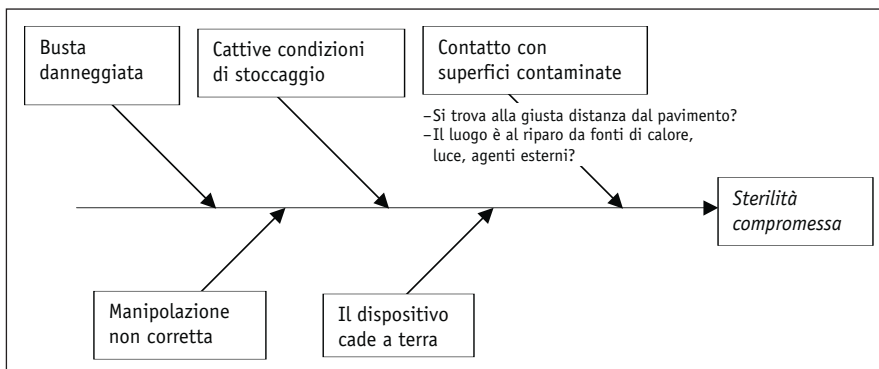 Busta
danneggiata
Cattive condizioni
di stoccaggio
Contatto con
superfici contaminate
–Si trova alla giusta distanza dal pavimento?
–Il luogo è al riparo da fonti di calore,
luce, agenti esterni?
Sterilità
compromessa
Manipolazione
non corretta
Il dispositivo
cade a terra